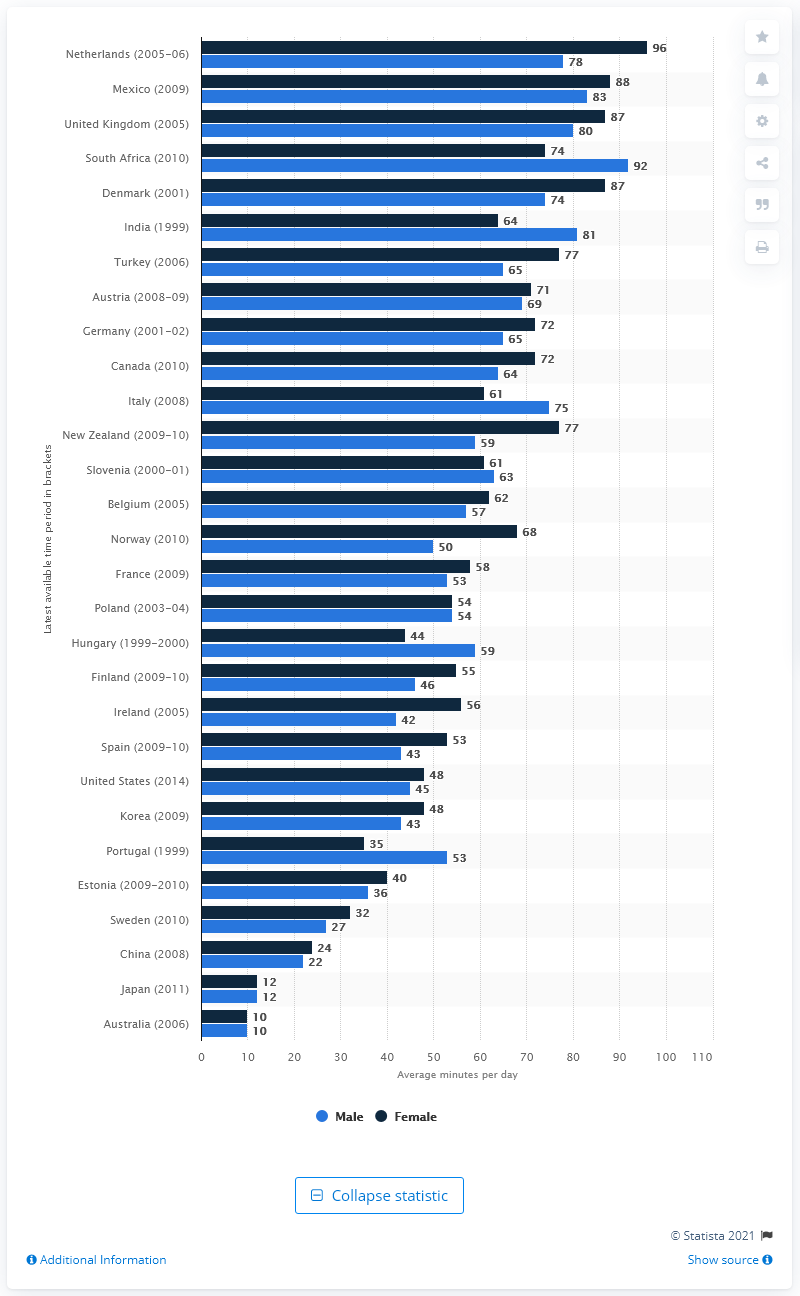 Netherlands (2005-06) 96 78
Mexico (2009) 88 83
United Kingdom (2005) 87 80
South Africa (2010) 74 92
Denmark (2001) 87 74
India (1999) 64 81
Turkey (2006) 77 65
Austria (2008-09) 71 69
Germany (2001-02) 72 65
Canada (2010) 72 64
Italy (2008) 61 75
New Zealand (2009-10) 77 59
Slovenia (2000-01) 61 63
Belgium (2005) 62 57
Norway (2010) 68 50
France (2009) 58 53
Poland (2003-04) 54 54
Hungary (1999-2000) 44 59
Finland (2009-10) 55 46
Ireland (2005) 56 42
Spain (2009-10) 53 43
United States (2014) 48 45
Korea (2009) 48 43
Portugal (1999) 35 53
Estonia (2009-2010) 40 36
Sweden (2010) 32 27
China (2008) 24 22
Japan (2011) 12 12
Australia (2006) 10 10
Latest available time period in brackets
0 10 20 30 40 50 60 70 80 90 100 110
Average minutes per day
Male Female
Collapse statistic
© Statista 2021
Additional Information Show source